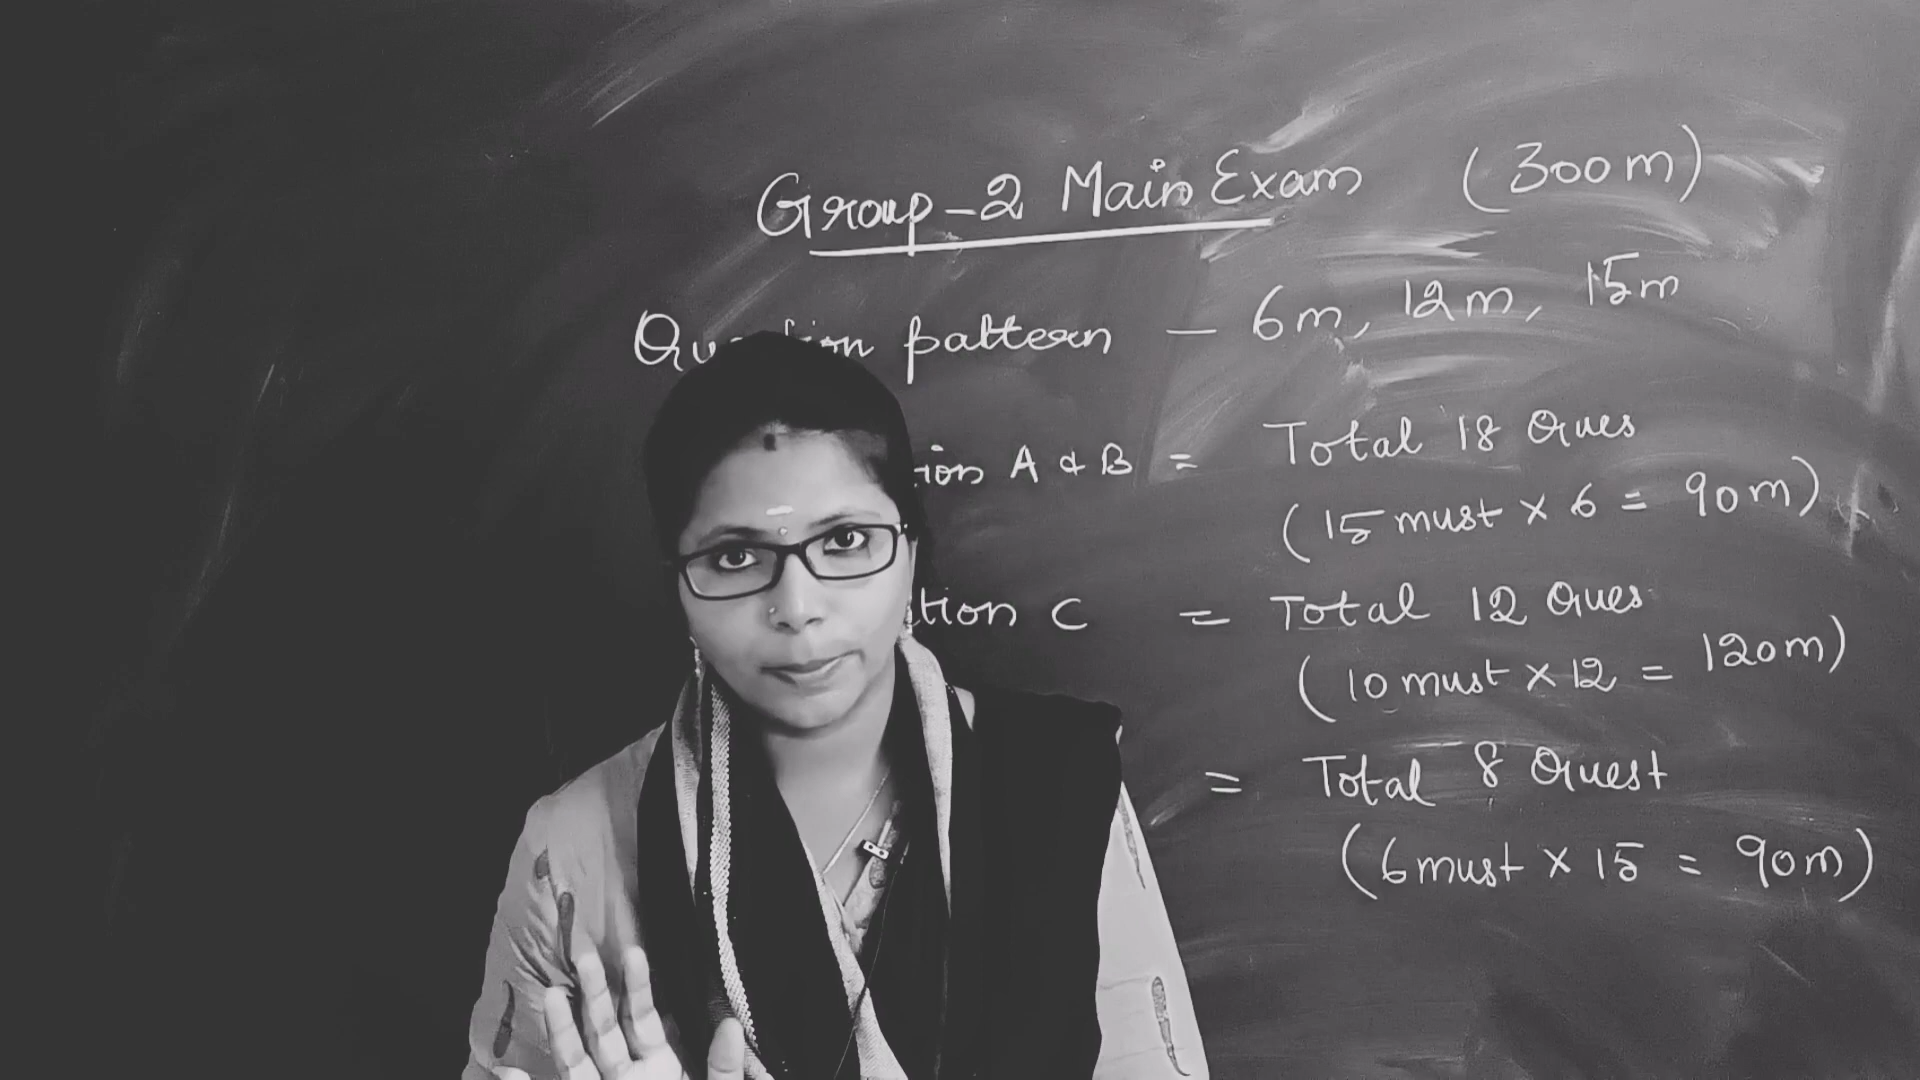 Group-2 Main Exam (300m)
pattern - 6m, 12m, 15m
A & B = Total 18 Ques
(15 must x 6 = 90m)
C = Total 12 Ques
(10 must x 12 = 120m)
= Total 8 Quest
(6 must x 15 = 90m)